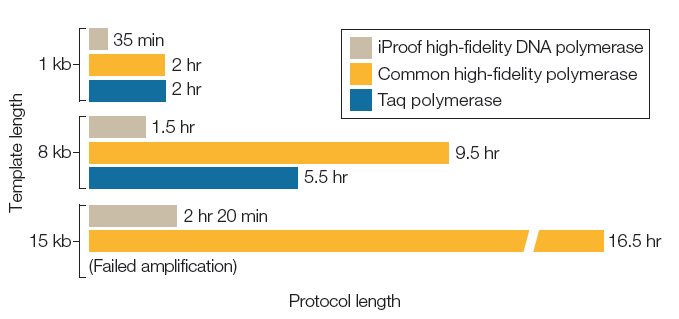 iProof high-fidelity DNA polymerase
Common high-fidelity polymerase
Taq polymerase
Template length
1 kb
35 min
2 hr
2 hr
8 kb
1.5 hr
9.5 hr
5.5 hr
15 kb
2 hr 20 min
16.5 hr
(Failed amplification)
Protocol length